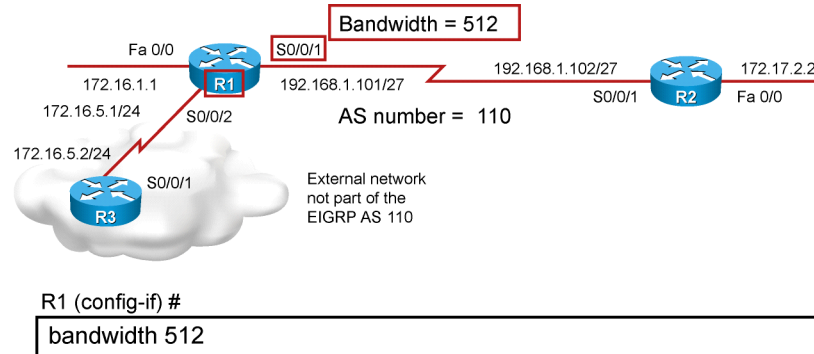 Bandwidth = 512
Fa 0/0
S0/0/1
R1
172.16.1.1
192.168.1.101/27
192.168.1.102/27
S0/0/1
R2
172.17.2.2
Fa 0/0
172.16.5.1/24
S0/0/2
AS number = 110
172.16.5.2/24
S0/0/1
R3
External network
not part of the
EIGRP AS 110
R1 (config-if) #
bandwidth 512